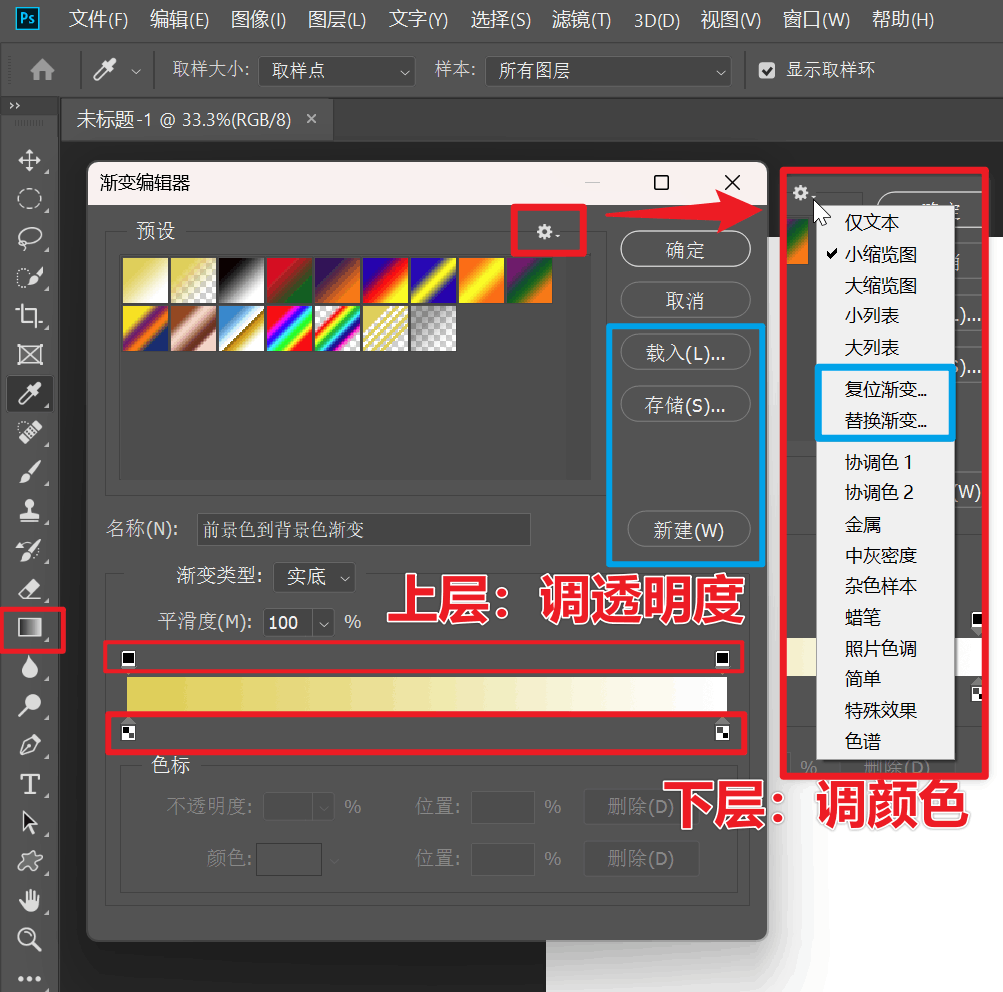 Ps 文件(F) 编辑(E) 图像(I) 图层(L) 文字(Y) 选择(S) 滤镜(T) 3D(D) 视图(V) 窗口(W) 帮助(H)
取样大小: 取样点 样本: 所有图层 显示取样环
未标题-1 @ 33.3%(RGB/8) ×
渐变编辑器
预设
确定
取消
载入(L)...
存储(S)...
新建(W)
名称(N): 前景色到背景色渐变
渐变类型: 实底
平滑度(M): 100 %
上层：调透明度
色标
不透明度: % 位置: % 删除(D)
颜色: 位置: % 删除(D)
下层：调颜色
仅文本
小缩览图
大缩览图
小列表
大列表
复位渐变...
替换渐变...
协调色 1
协调色 2
金属
中灰密度
杂色样本
蜡笔
照片色调
简单
特殊效果
色谱
(W)
% 删除(D)